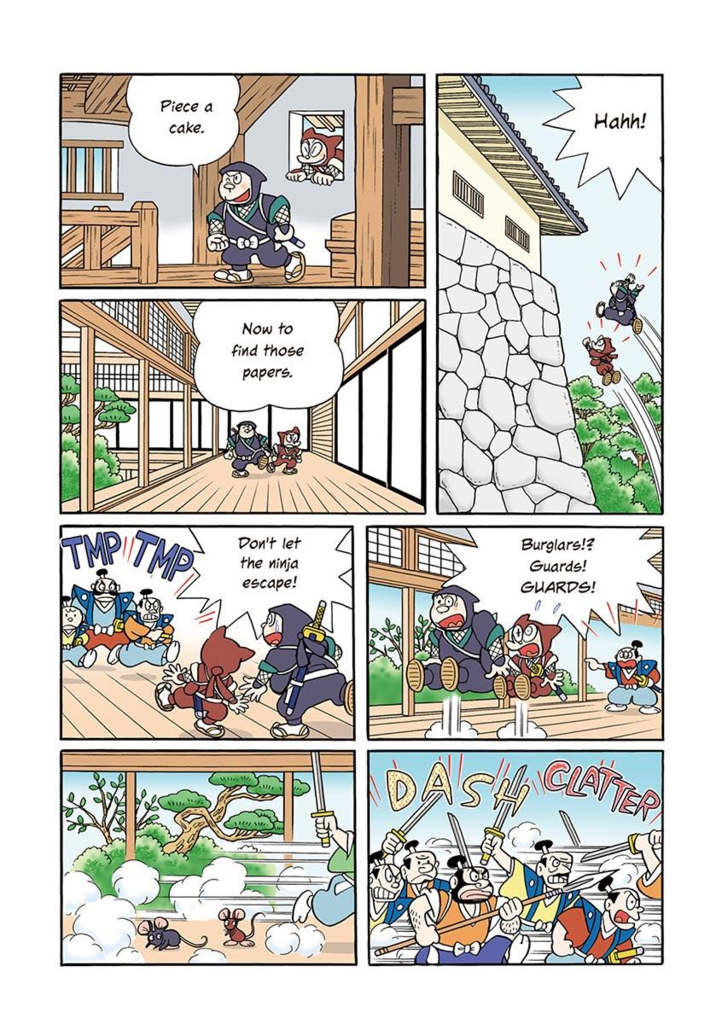 Hahh!
Piece a
cake.
Now to
find those
papers.
Burglars!?
Guards!
GUARDS!
Don't let
the ninja
escape!
TMP TMP
DASH
CLATTER